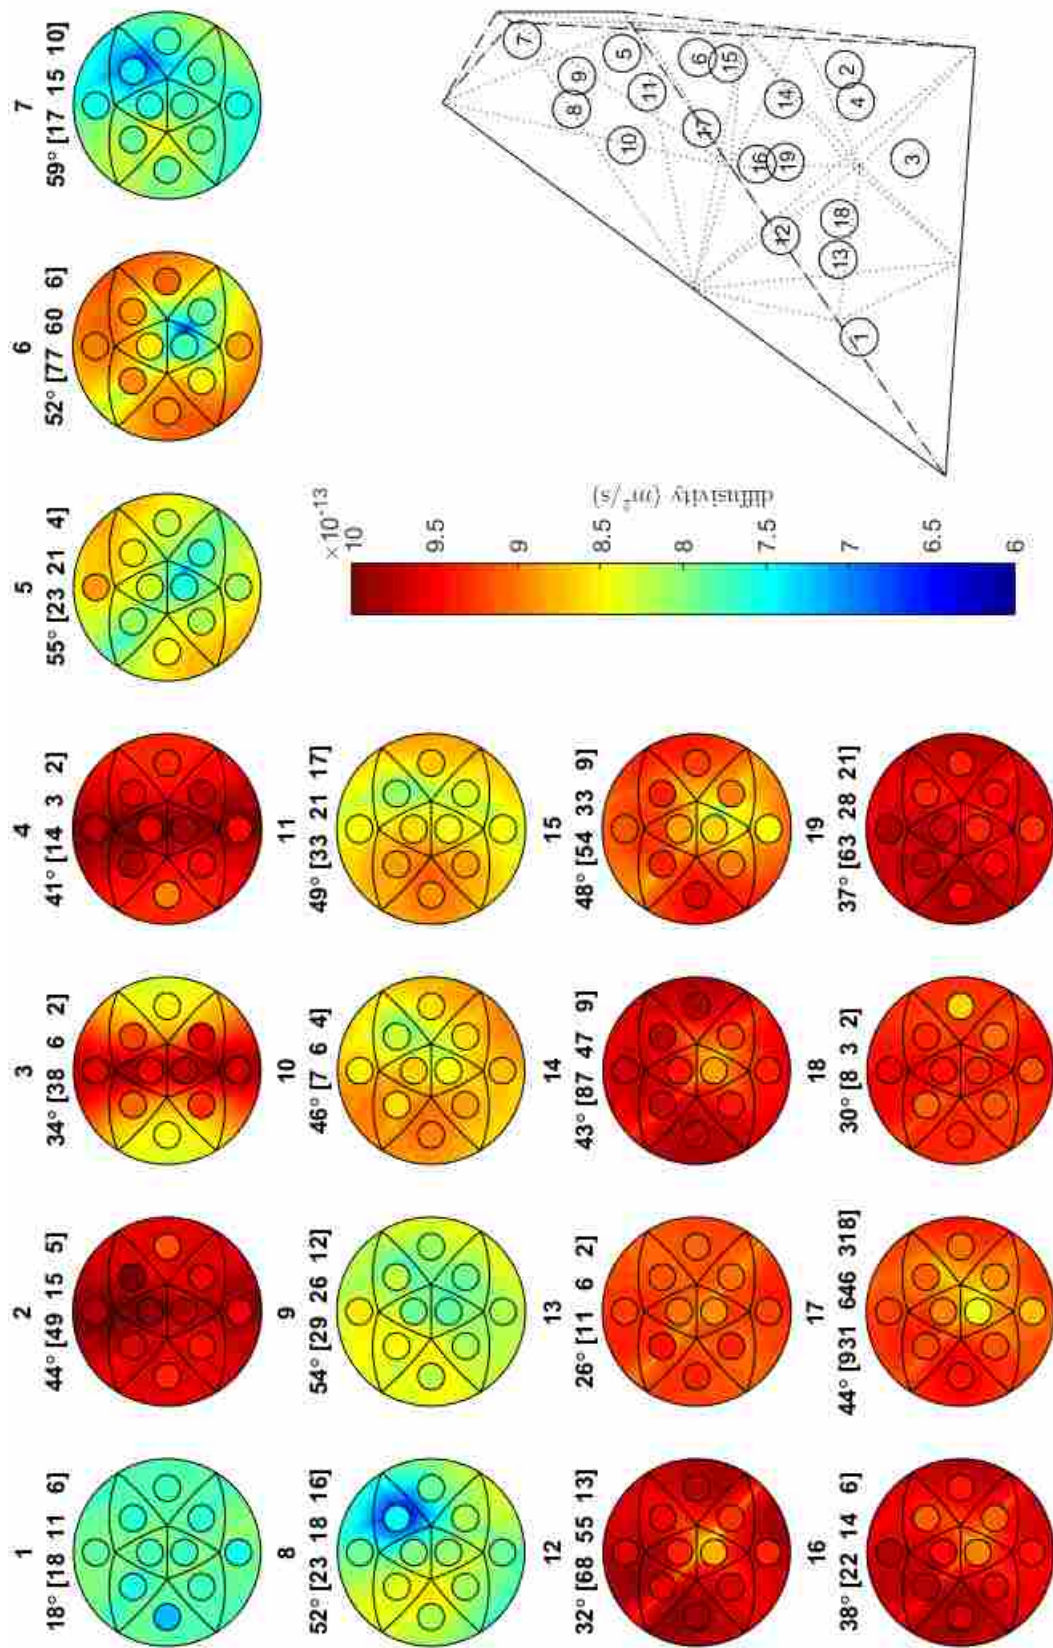 1
18° [18 11 6]
2
44° [49 15 5]
3
34° [38 6 2]
4
41° [14 3 2]
5
55° [23 21 4]
6
52° [77 60 6]
7
59° [17 15 10]
8
52° [23 18 16]
9
54° [29 26 12]
10
46° [7 6 4]
11
49° [33 21 17]
12
32° [68 55 13]
13
26° [11 6 2]
14
43° [87 47 9]
15
48° [54 33 9]
16
38° [22 14 6]
17
44° [931 646 318]
18
30° [8 3 2]
19
37° [63 28 21]
×10⁻¹³
10
9.5
9
8.5
8
7.5
7
6.5
6
diffusivity (m²/s)
1
13
18
12
3
16
19
10
17
4
14
2
8
11
9
15
6
5
7